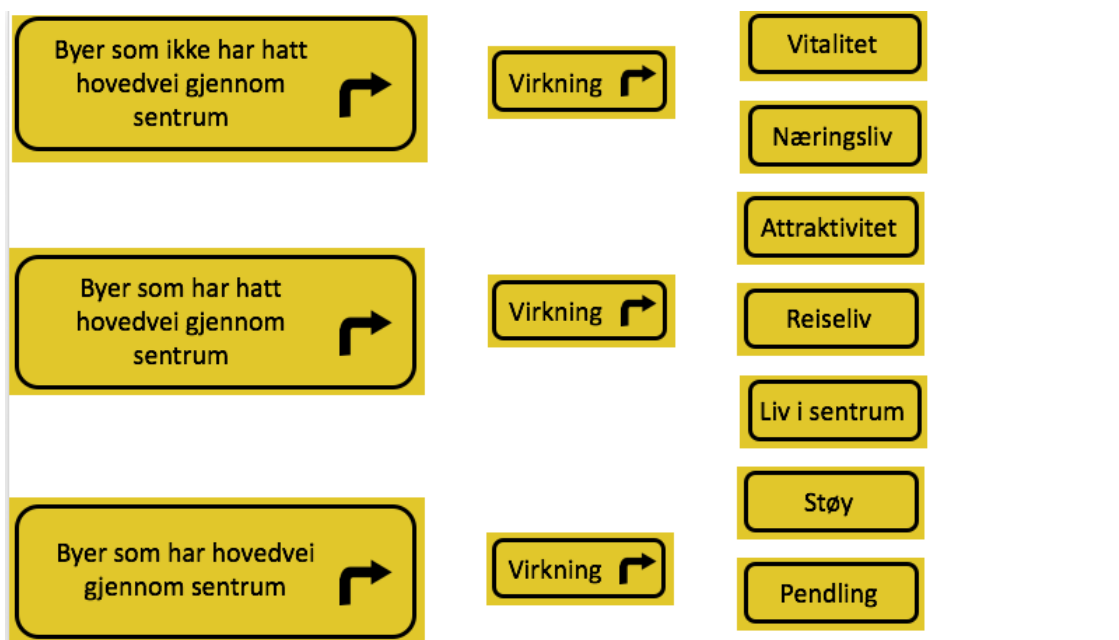 Byer som ikke har hatt
hovedvei gjennom
sentrum
Virkning
Byer som har hatt
hovedvei gjennom
sentrum
Virkning
Byer som har hovedvei
gjennom sentrum
Virkning
Vitalitet
Næringsliv
Attraktivitet
Reiseliv
Liv i sentrum
Støy
Pendling